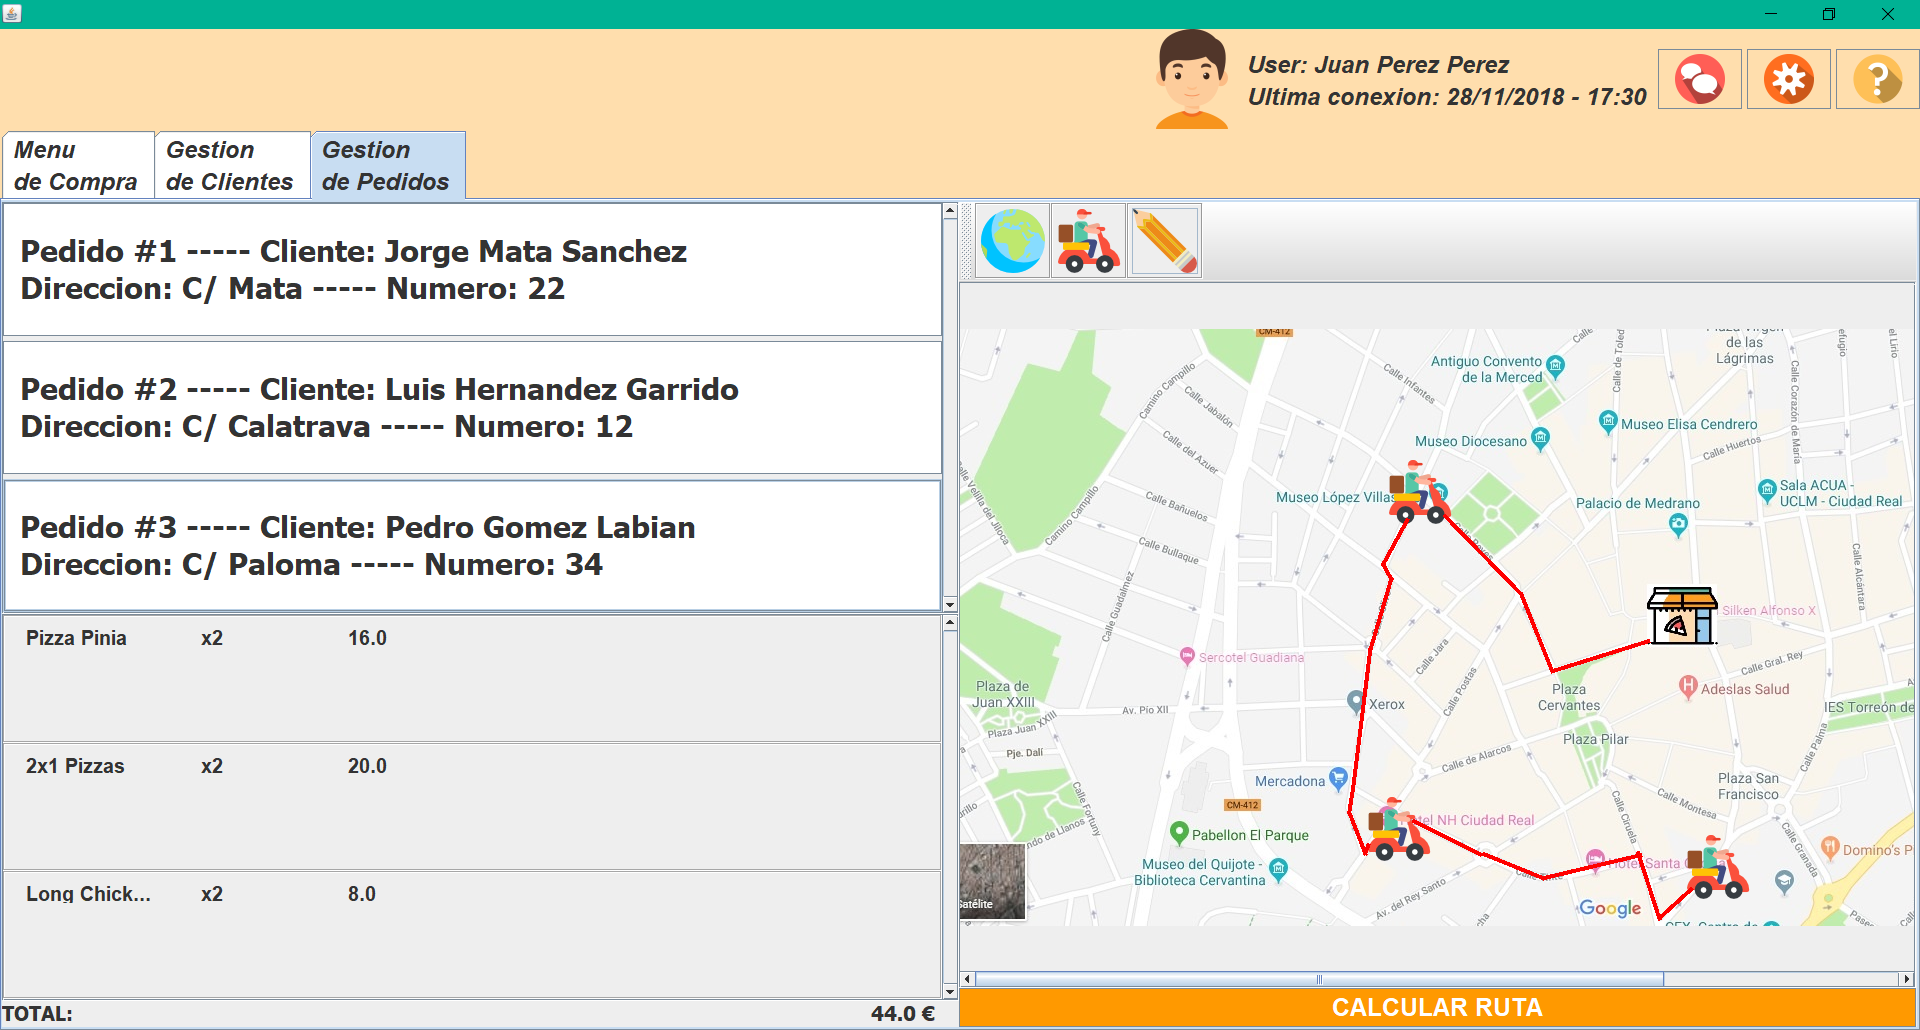 User: Juan Perez Perez
Ultima conexion: 28/11/2018 - 17:30
Menu
de Compra
Gestion
de Clientes
Gestion
de Pedidos
Pedido #1 ----- Cliente: Jorge Mata Sanchez
Direccion: C/ Mata ----- Numero: 22
Pedido #2 ----- Cliente: Luis Hernandez Garrido
Direccion: C/ Calatrava ----- Numero: 12
Pedido #3 ----- Cliente: Pedro Gomez Labian
Direccion: C/ Paloma ----- Numero: 34
Pizza Pinia x2 16.0
2x1 Pizzas x2 20.0
Long Chick... x2 8.0
TOTAL: 44.0 €
CM-412
de las
Lágrimas
Calle
Calle de Toled
efugio
el Lirio
Antiguo Convento
de la Merced
Calle Infantes
Camino Campillo
Calle Jabalón
Calle Corazón de María
Museo Elisa Cendrero
Museo Diocesano
Calle Huertos
Calle del Azuer
Sala ACUA -
UCLM - Ciudad Real
Museo López Villas
Palacio de Medrano
Calle Bañuelos
Camino Campillo
Calle Bullaque
Calle Alcántara
Calle Guadalmez
Silken Alfonso X
Calle Jara
Sercotel Guadiana
Calle Gral. Rey
Calle Postas
Plaza de
Juan XXIII
Plaza
Cervantes
Adeslas Salud
Xerox
IES Torreón de
Av. Pío XII
Plaza Juan XXIII
Plaza Pilar
Calle Palma
Pje. Dalí
Calle de Alarcos
Mercadona
Plaza San
Francisco
CM-412
Calle Fortuny
Calle Montesa
Calle Ciruela
tel NH Ciudad Real
Pabellon El Parque
Calle Granada
Domino's P
Museo del Quijote -
Biblioteca Cervantina
Hotel Santa C
Av. del Rey Santo
Satélite
Google
CALCULAR RUTA